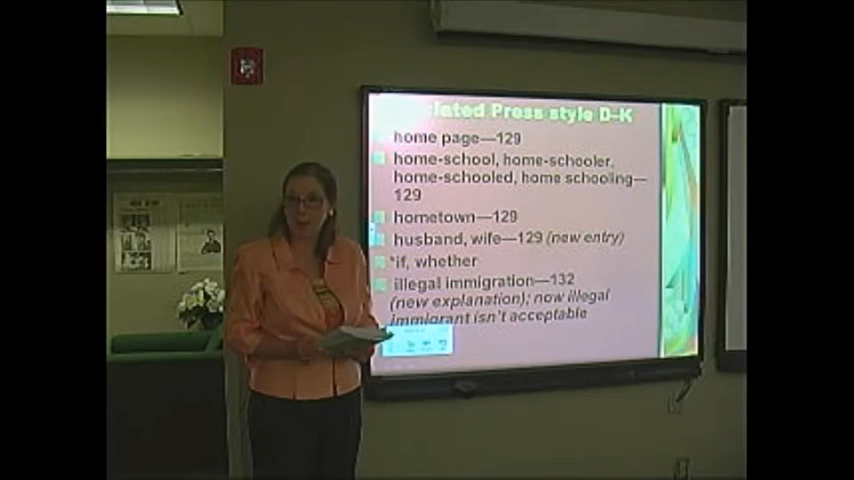 Press style D–K
home page—129
home-school, home-schooler,
home-schooled, home schooling—
129
hometown—129
husband, wife—129 (new entry)
*if, whether
illegal immigration—132
(new explanation); now illegal
immigrant isn't acceptable